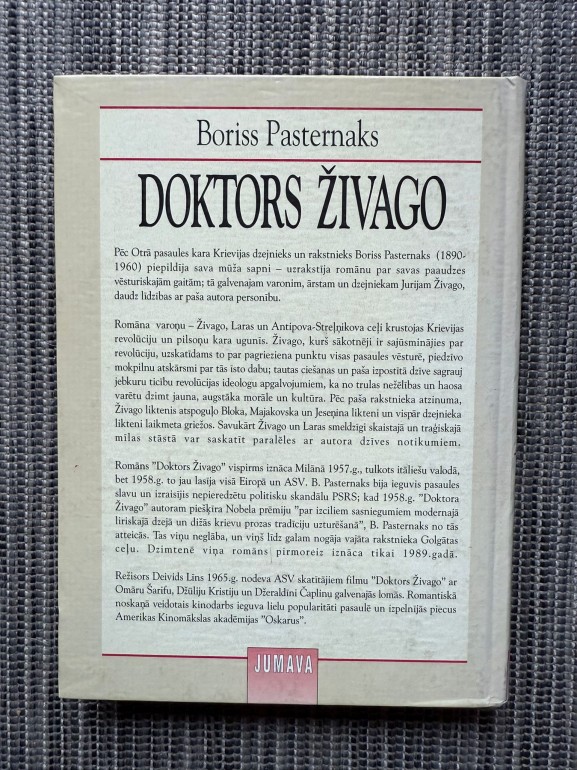 Boriss Pasternaks
DOKTORS ŽIVAGO
Pēc Otrā pasaules kara Krievijas dzejnieks un rakstnieks Boriss Pasternaks (1890-
1960) piepildīja sava mūža sapni – uzrakstīja romānu par savas paaudzes
vēsturiskajām gaitām; tā galvenajam varonim, ārstam un dzejniekam Jurijam Živago,
daudz līdzības ar paša autora personību.
Romāna varoņu – Živago, Laras un Antipova-Streļņikova ceļi krustojas Krievijas
revolūciju un pilsoņu kara ugunis. Živago, kurš sākotnēji ir sajūsminājies par
revolūciju, uzskatīdams to par pagrieziena punktu visas pasaules vēsturē, piedzīvo
mokpilnu atskārsmi par tās īsto dabu; tautas ciešanas un paša izpostītā dzīve sagrauj
jebkuru ticību revolūcijas ideologu apgalvojumiem, ka no trulas nežēlības un haosa
varētu dzimt jauna, augstāka morāle un kultūra. Pēc paša rakstnieka atzinuma,
Živago liktenis atspoguļo Bloka, Majakovska un Jeseņina likteni un vispār dzejnieka
likteni laikmeta griežos. Savukārt Živago un Laras smeldzīgi skaistajā un traģiskajā
mīlas stāstā var saskatīt paralēles ar autora dzīves notikumiem.
Romāns "Doktors Živago" vispirms iznāca Milānā 1957.g., tulkots itāliešu valodā,
bet 1958.g. to jau lasīja visā Eiropā un ASV. B. Pasternaks bija ieguvis pasaules
slavu un izraisījis nepieredzētu politisku skandālu PSRS; kad 1958.g. "Doktora
Živago" autoram piešķīra Nobela prēmiju "par izciliem sasniegumiem modernajā
liriskajā dzejā un dižās krievu prozas tradīciju uzturēšanā", B. Pasternaks no tās
atteicās. Tas viņu neglāba, un viņš līdz galam nogāja vajāta rakstnieka Golgātas
ceļu. Dzimtenē viņa romāns pirmoreiz iznāca tikai 1989.gadā.
Režisors Deivids Līns 1965.g. nodeva ASV skatītājiem filmu "Doktors Živago" ar
Omāru Šarifu, Džūliju Kristiju un Džeraldīni Čaplinu galvenajās lomās. Romantiskā
noskaņā veidotais kinodarbs ieguva lielu popularitāti pasaulē un izpelnījās piecus
Amerikas Kinomākslas akadēmijas "Oskarus".
JUMAVA